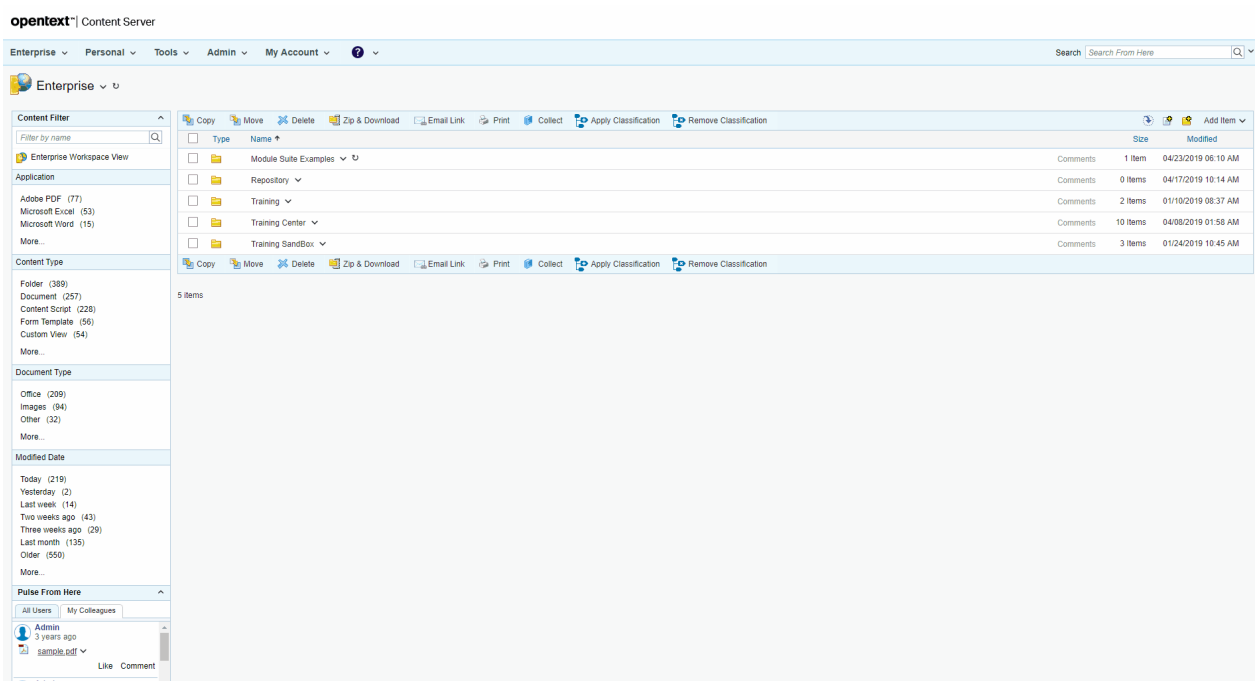 opentext™ | Content Server
Enterprise Personal Tools Admin My Account ?
Search Search From Here
Enterprise
Content Filter
Filter by name
Enterprise Workspace View
Application
Adobe PDF (77)
Microsoft Excel (53)
Microsoft Word (15)
More...
Content Type
Folder (389)
Document (257)
Content Script (228)
Form Template (56)
Custom View (54)
More...
Document Type
Office (209)
Images (94)
Other (32)
More...
Modified Date
Today (219)
Yesterday (2)
Last week (14)
Two weeks ago (43)
Three weeks ago (29)
Last month (135)
Older (550)
More...
Pulse From Here
All Users My Colleagues
Admin
3 years ago
sample.pdf
Like Comment
Copy Move Delete Zip & Download Email Link Print Collect Apply Classification Remove Classification Add Item
Type Name Size Modified
Module Suite Examples Comments 1 Item 04/23/2019 06:10 AM
Repository Comments 0 Items 04/17/2019 10:14 AM
Training Comments 2 Items 01/10/2019 08:37 AM
Training Center Comments 10 Items 04/08/2019 01:58 AM
Training SandBox Comments 3 Items 01/24/2019 10:45 AM
Copy Move Delete Zip & Download Email Link Print Collect Apply Classification Remove Classification
5 items